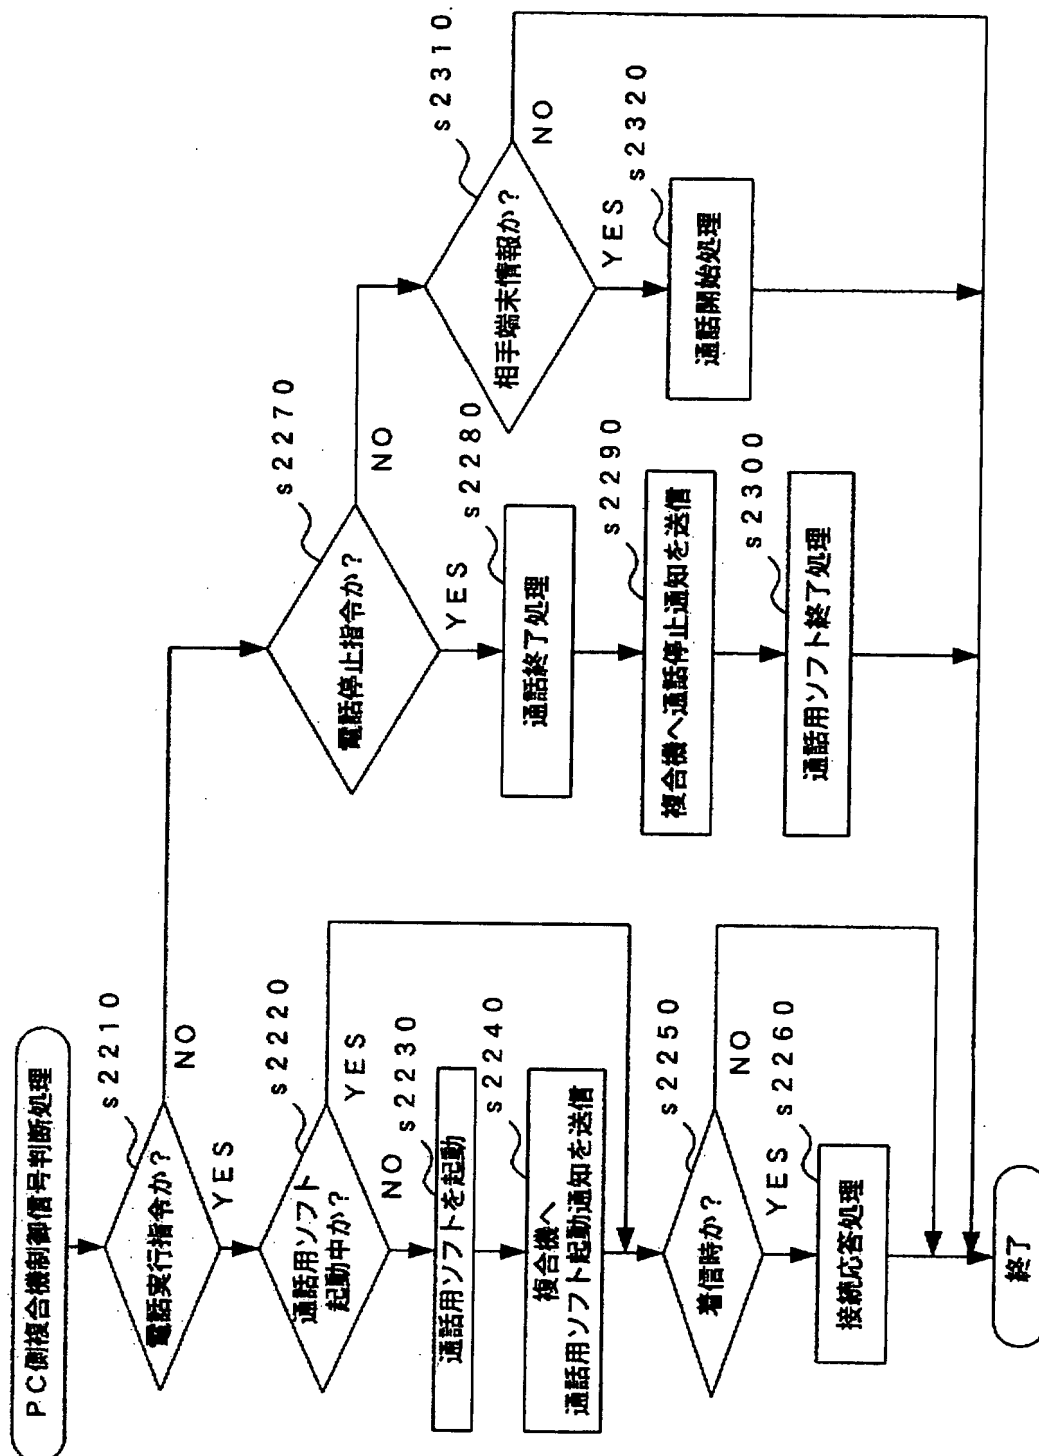 PC側複合機制御信号判断処理
s2210
電話実行指令か?
NO
YES
s2220
通話用ソフト
起動中か?
YES
NO
s2230
通話用ソフトを起動
s2240
複合機へ
通話用ソフト起動通知を送信
s2250
着信時か?
NO
YES
s2260
接続応答処理
s2270
電話停止指令か?
NO
YES
s2280
通話終了処理
s2290
複合機へ通話停止通知を送信
s2300
通話用ソフト終了処理
s2310
相手端末情報か?
NO
YES
s2320
通話開始処理
終了